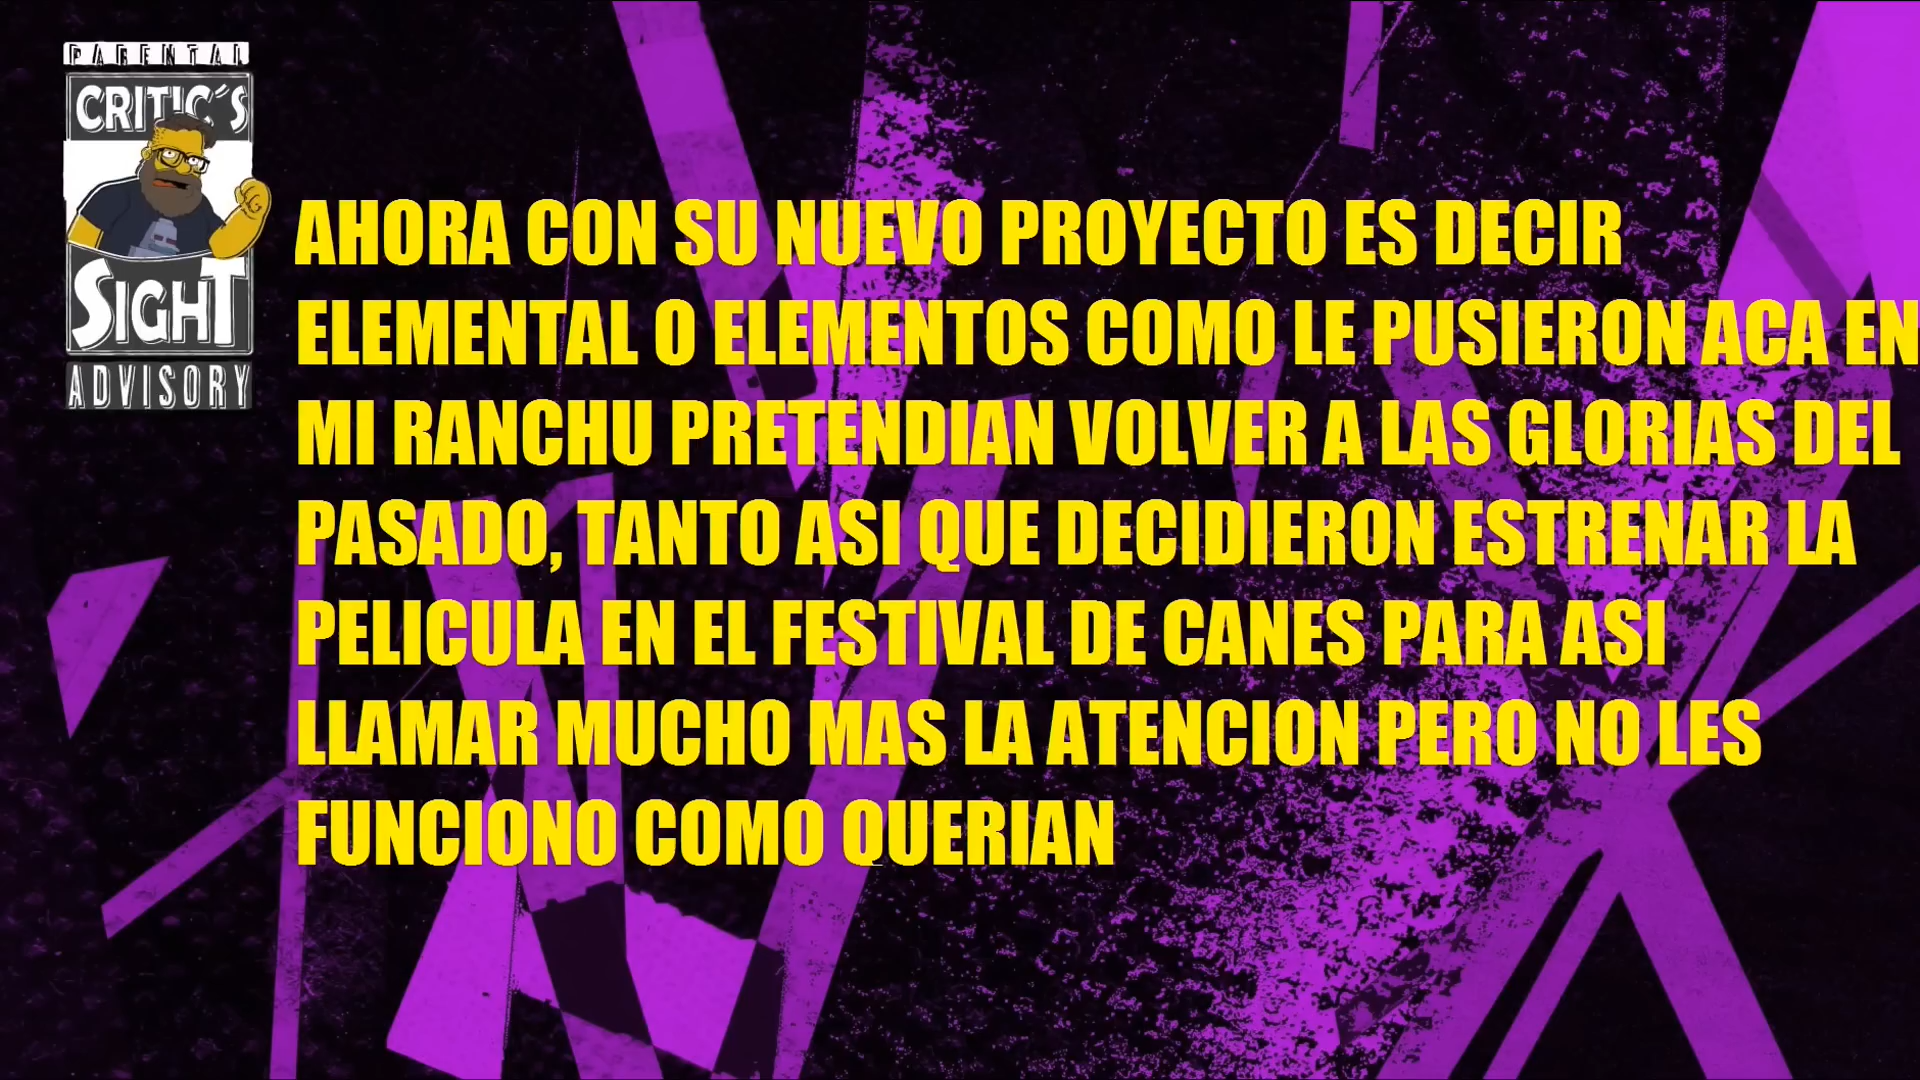 PARENTAL
CRITIC´S
SIGHT
ADVISORY
AHORA CON SU NUEVO PROYECTO ES DECIR
ELEMENTAL O ELEMENTOS COMO LE PUSIERON ACA EN
MI RANCHU PRETENDIAN VOLVER A LAS GLORIAS DEL
PASADO, TANTO ASI QUE DECIDIERON ESTRENAR LA
PELICULA EN EL FESTIVAL DE CANES PARA ASI
LLAMAR MUCHO MAS LA ATENCION PERO NO LES
FUNCIONO COMO QUERIAN